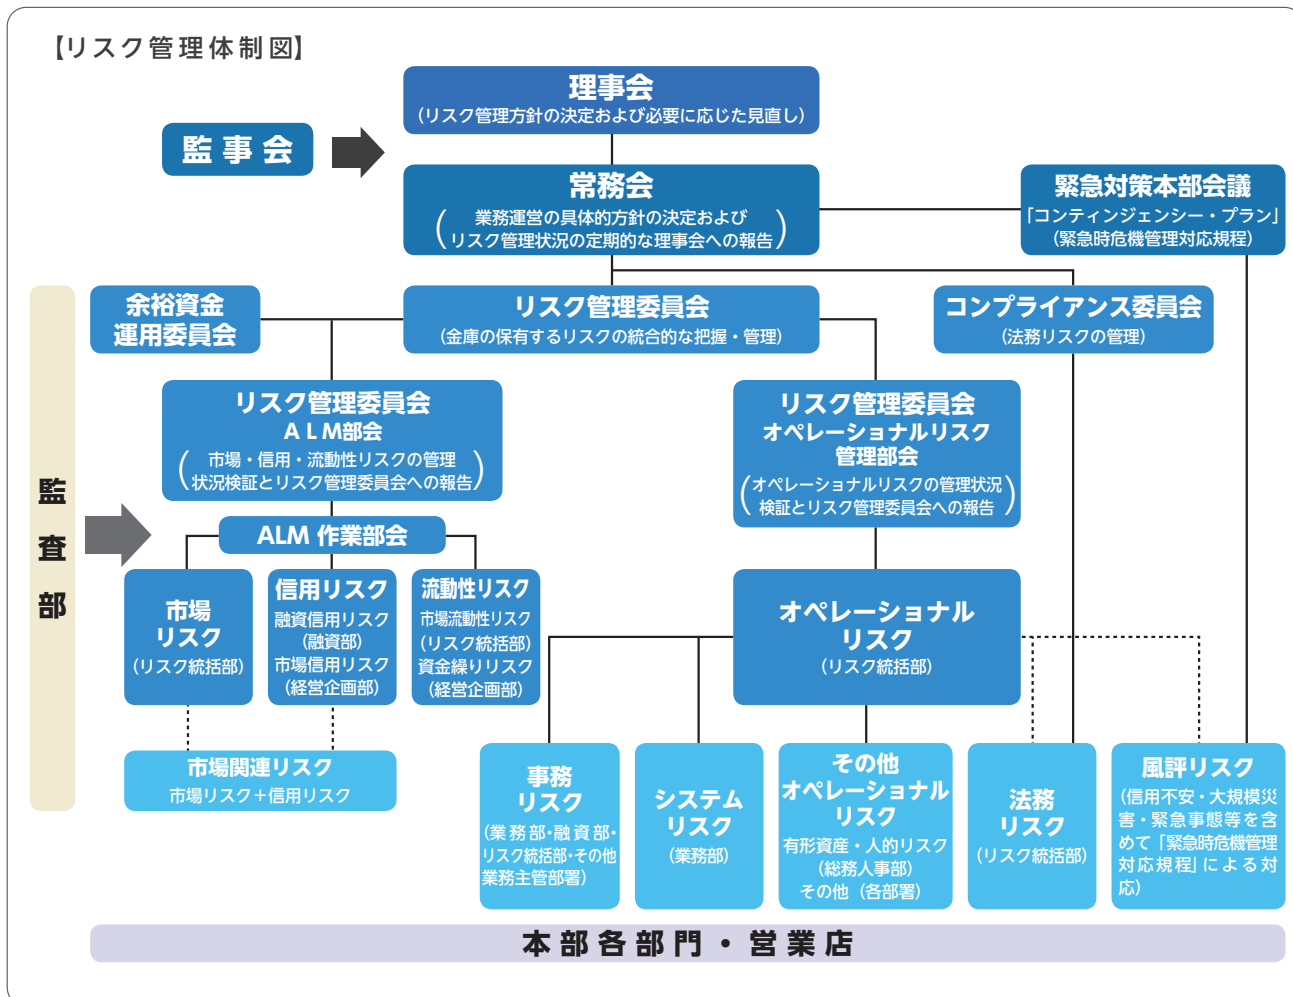 【リスク管理体制図】
理事会
（リスク管理方針の決定および必要に応じた見直し）
監事会
常務会
（業務運営の具体的方針の決定および
リスク管理状況の定期的な理事会への報告）
緊急対策本部会議
「コンティンジェンシー・プラン」
（緊急時危機管理対応規程）
余裕資金
運用委員会
リスク管理委員会
（金庫の保有するリスクの統合的な把握・管理）
コンプライアンス委員会
（法務リスクの管理）
リスク管理委員会
ＡＬＭ部会
（市場・信用・流動性リスクの管理
状況検証とリスク管理委員会への報告）
リスク管理委員会
オペレーショナルリスク
管理部会
（オペレーショナルリスクの管理状況
検証とリスク管理委員会への報告）
監査部
ALM 作業部会
市場
リスク
（リスク統括部）
信用リスク
融資信用リスク
（融資部）
市場信用リスク
（経営企画部）
流動性リスク
市場流動性リスク
（リスク統括部）
資金繰りリスク
（経営企画部）
オペレーショナル
リスク
（リスク統括部）
市場関連リスク
市場リスク＋信用リスク
事務
リスク
（業務部・融資部・
リスク統括部・その他
業務主管部署）
システム
リスク
（業務部）
その他
オペレーショナル
リスク
有形資産・人的リスク
（総務人事部）
その他（各部署）
法務
リスク
（リスク統括部）
風評リスク
（信用不安・大規模災
害・緊急事態等を含
めて「緊急時危機管理
対応規程」による対
応）
本部各部門・営業店